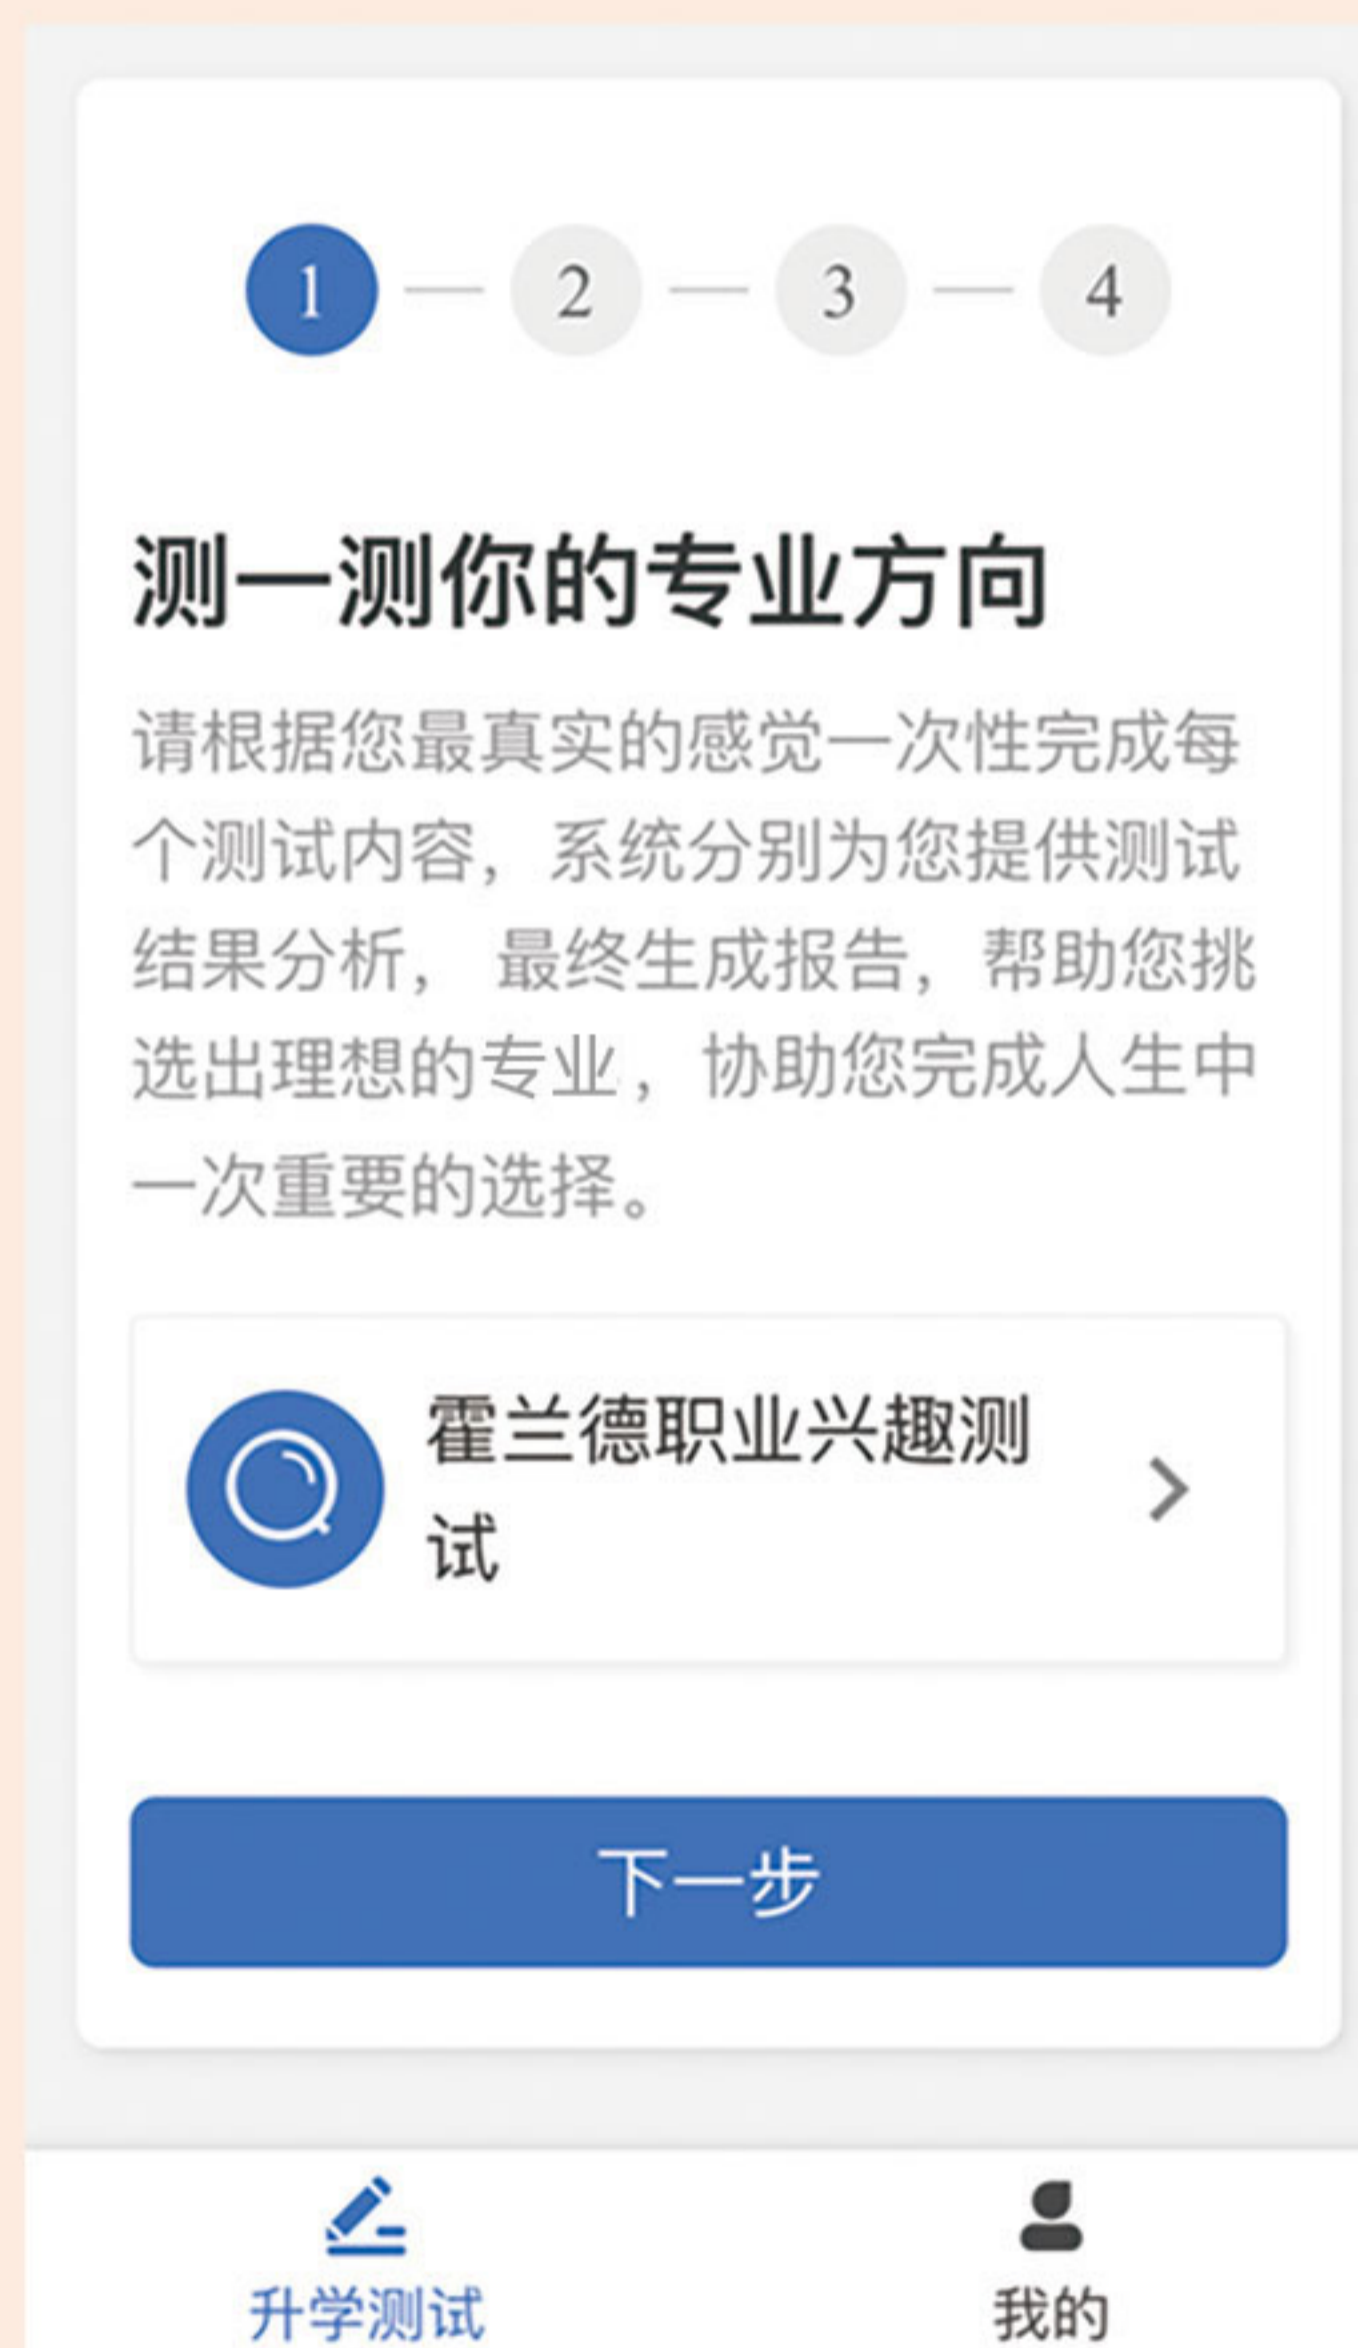 1 2 3 4
测一测你的专业方向
请根据您最真实的感觉一次性完成每
个测试内容，系统分别为您提供测试
结果分析， 最终生成报告，帮助您挑
选出理想的专业，协助您完成人生中
一次重要的选择。
霍兰德职业兴趣测
试
下一步
升学测试 我的